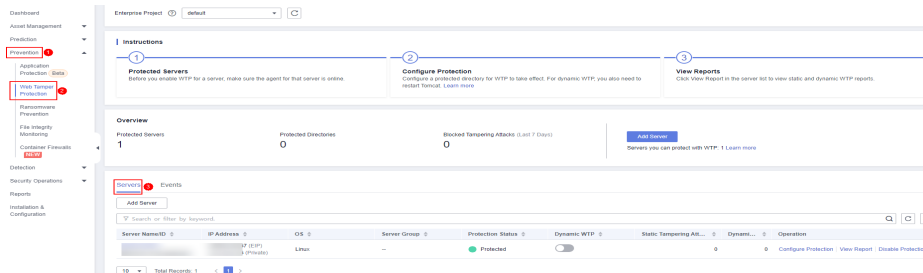 Dashboard
Asset Management
Prediction
Prevention 1
Application
Protection Beta
Web Tamper
Protection 2
Ransomware
Prevention
File Integrity
Monitoring
Container Firewalls
NEW
Detection
Security Operations
Reports
Installation &
Configuration
Enterprise Project ? default
Instructions
1
Protected Servers
Before you enable WTP for a server, make sure the agent for that server is online.
2
Configure Protection
Configure a protected directory for WTP to take effect. For dynamic WTP, you also need to
restart Tomcat. Learn more
3
View Reports
Click View Report in the server list to view static and dynamic WTP reports.
Overview
Protected Servers
1
Protected Directories
0
Blocked Tampering Attacks (Last 7 Days)
0
Add Server
Servers you can protect with WTP: 1 Learn more
Servers 3 Events
Add Server
Search or filter by keyword.
Server Name/ID IP Address OS Server Group Protection Status Dynamic WTP Static Tampering Att... Dynami... Operation
(EIP)
(Private)
Linux -- Protected 0 0 Configure Protection View Report Disable Protectio
10 Total Records: 1 < 1 >